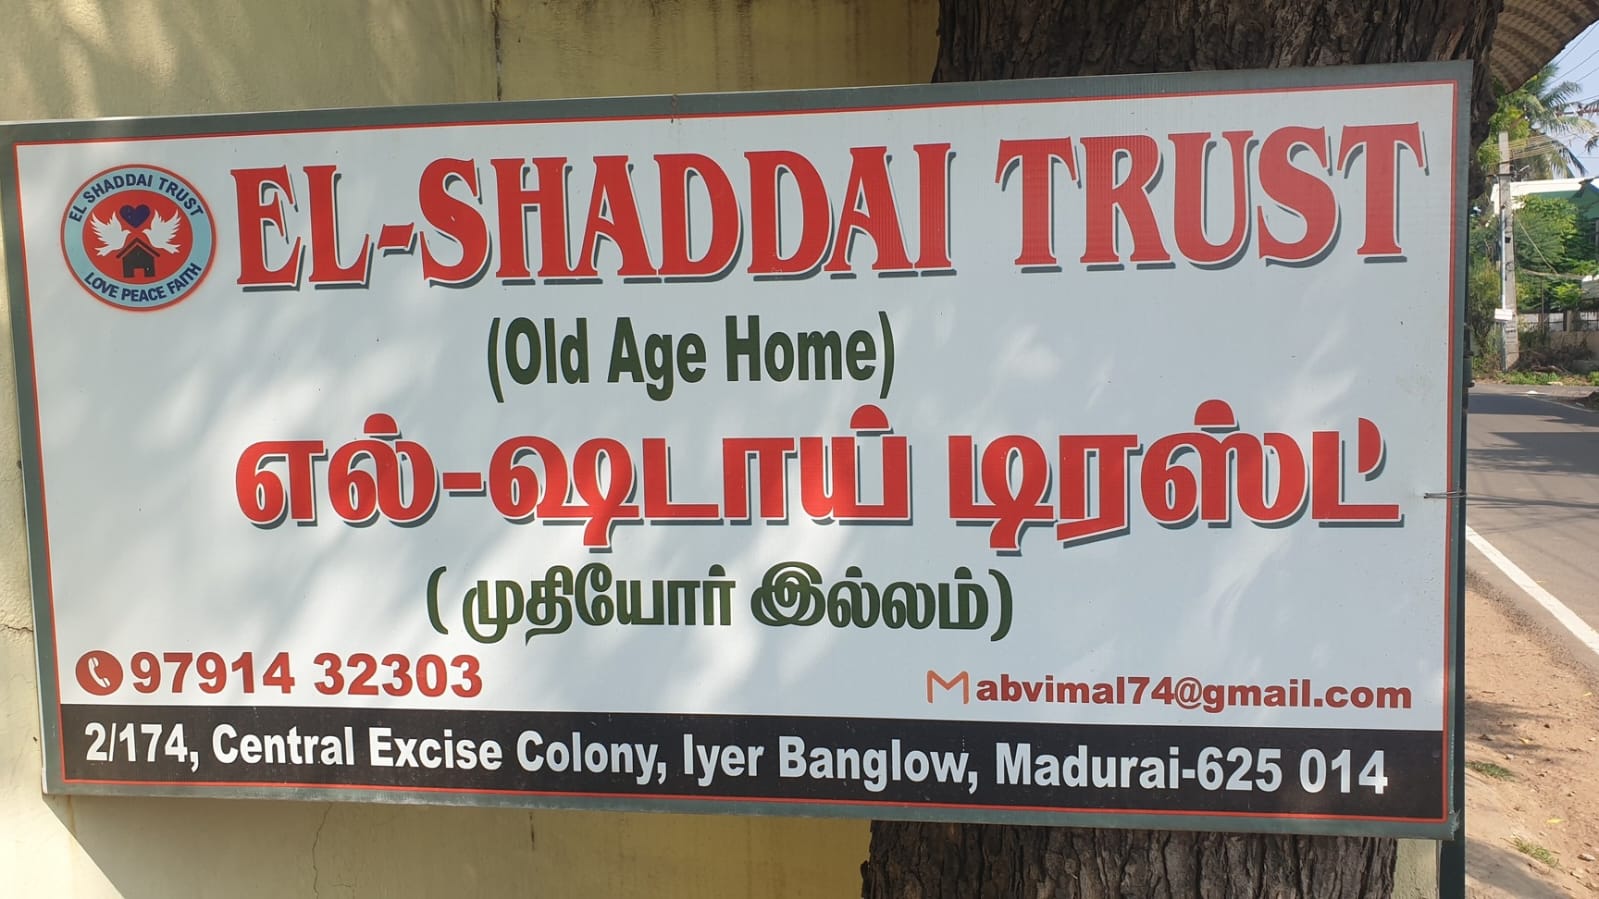 EL SHADDAI TRUST
LOVE PEACE FAITH
EL-SHADDAI TRUST
(Old Age Home)
எல்-ஷடாய் டிரஸ்ட்
( முதியோர் இல்லம்)
97914 32303
abvimal74@gmail.com
2/174, Central Excise Colony, Iyer Banglow, Madurai-625 014